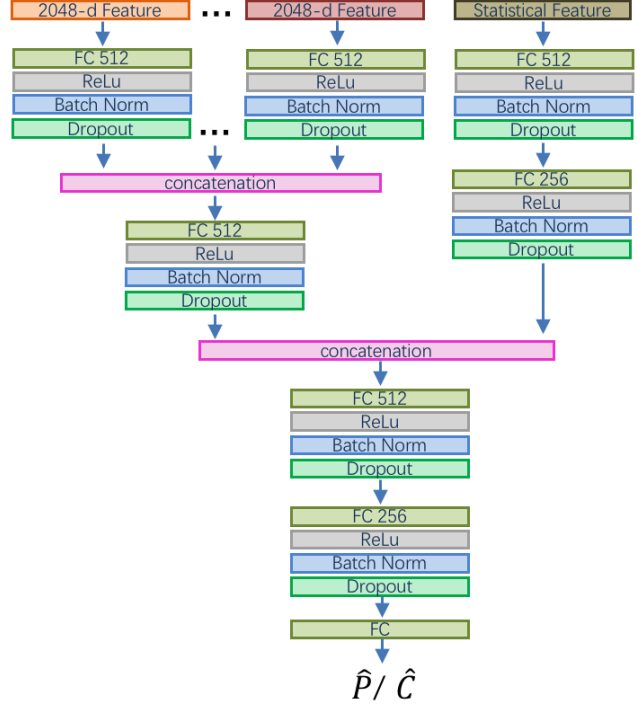 2048-d Feature ... 2048-d Feature Statistical Feature
FC 512 FC 512 FC 512
ReLu ReLu ReLu
Batch Norm Batch Norm Batch Norm
Dropout ... Dropout Dropout
concatenation FC 256
ReLu
FC 512 Batch Norm
ReLu Dropout
Batch Norm
Dropout
concatenation
FC 512
ReLu
Batch Norm
Dropout
FC 256
ReLu
Batch Norm
Dropout
FC
P̂/ Ĉ